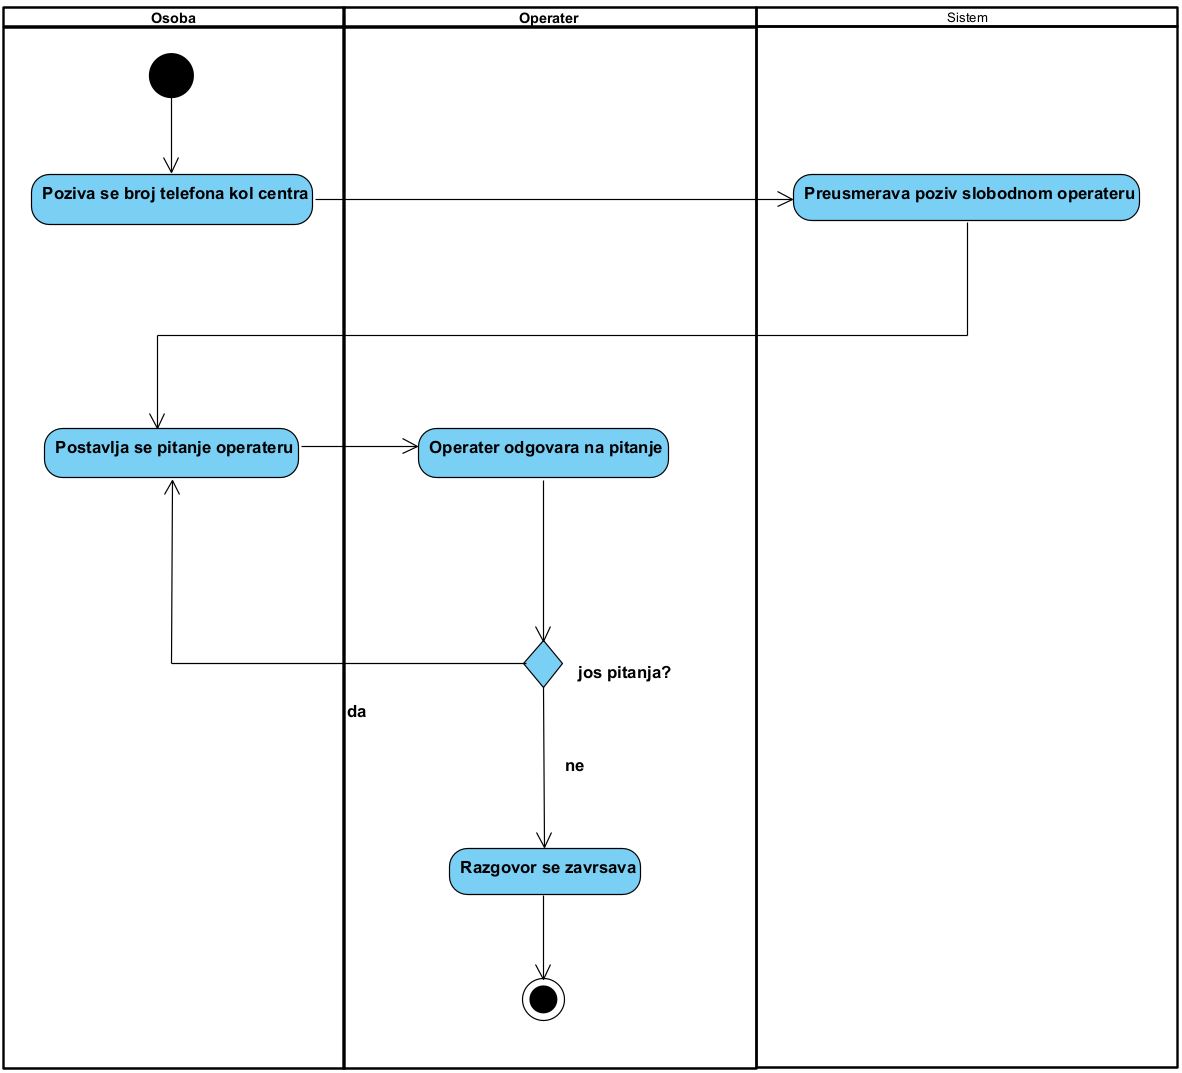 Osoba
Operater
Sistem
Poziva se broj telefona kol centra
Preusmerava poziv slobodnom operateru
Postavlja se pitanje operateru
Operater odgovara na pitanje
jos pitanja?
da
ne
Razgovor se zavrsava